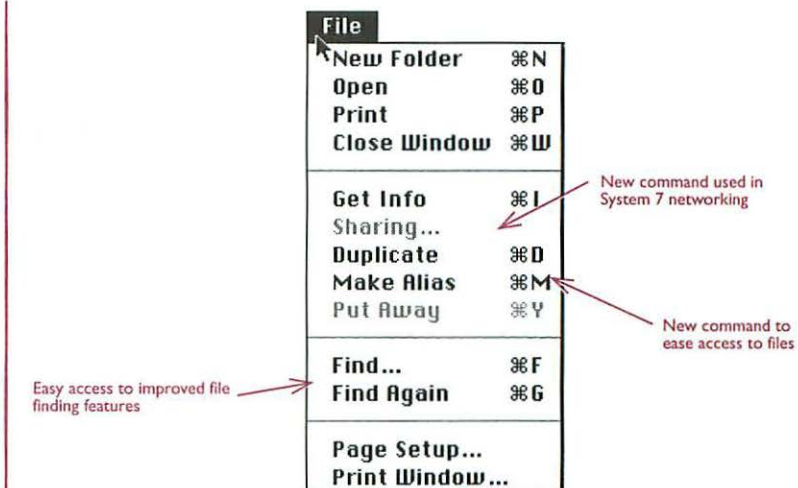 File
New Folder ⌘N
Open ⌘O
Print ⌘P
Close Window ⌘W
Get Info ⌘I
Sharing...
Duplicate ⌘D
Make Alias ⌘M
Put Away ⌘Y
Find... ⌘F
Find Again ⌘G
Page Setup...
Print Window...
New command used in
System 7 networking
New command to
ease access to files
Easy access to improved file
finding features